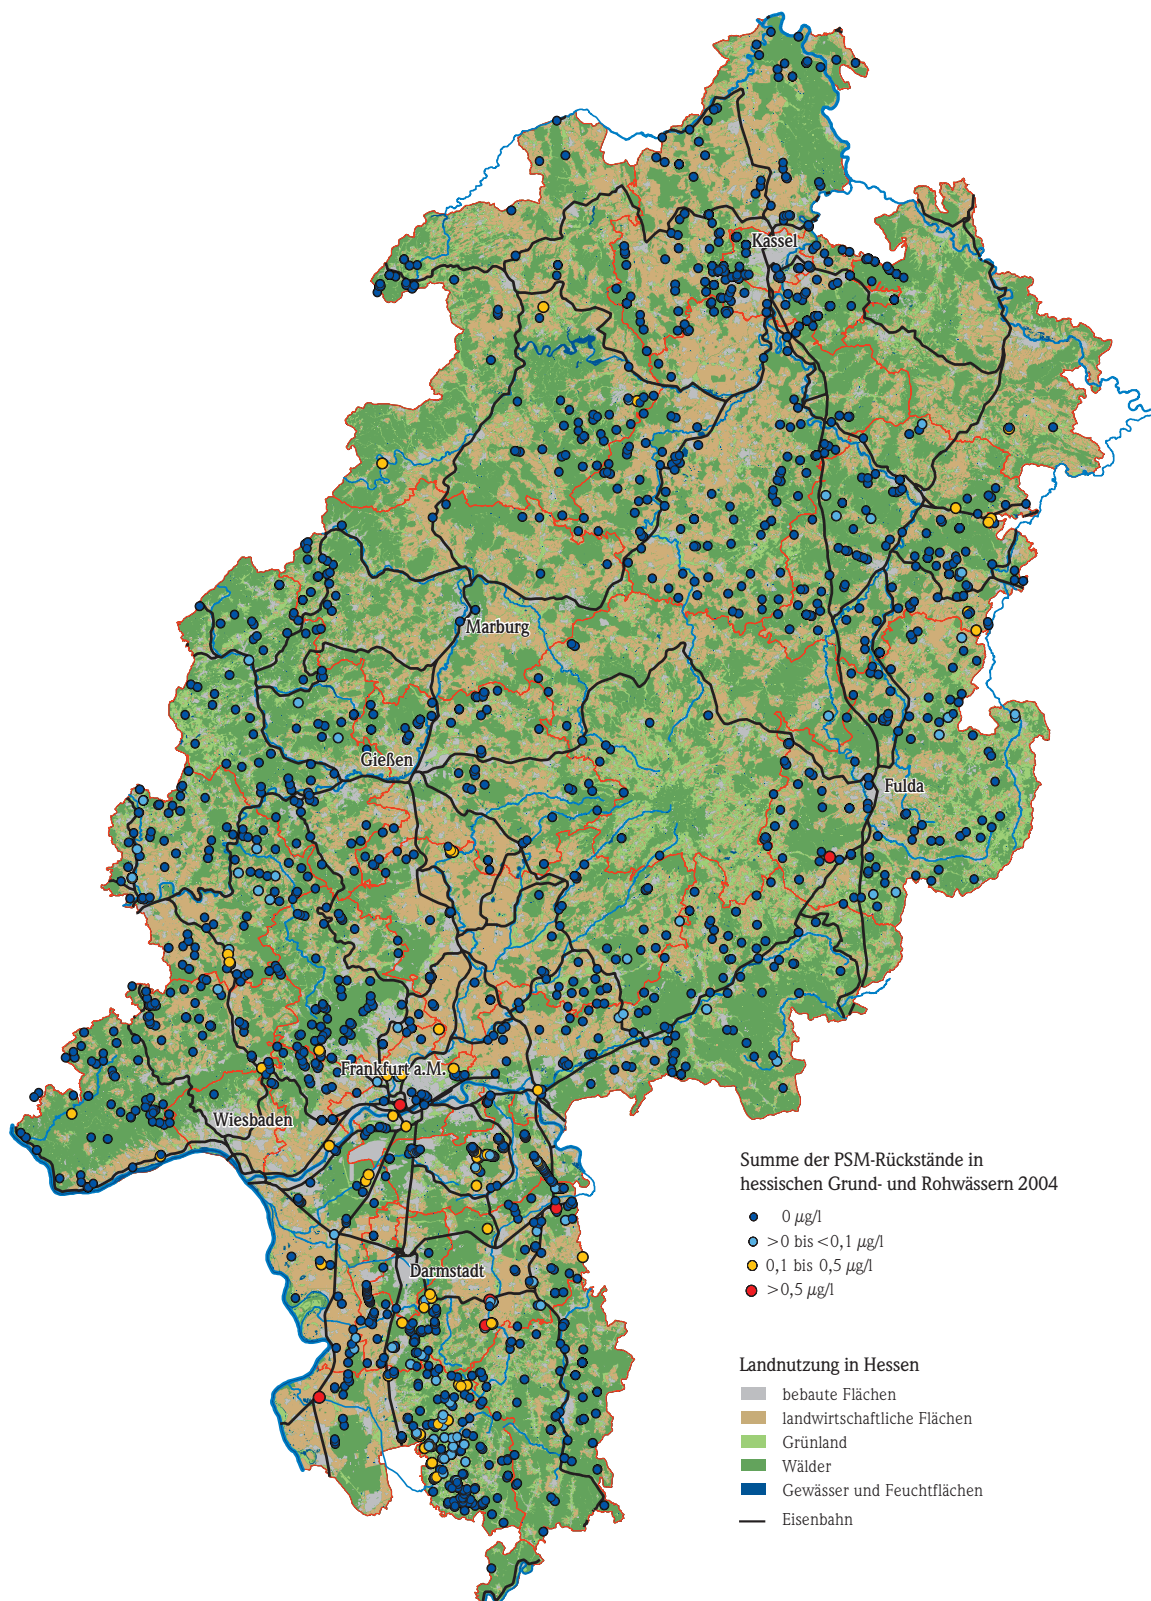 Kassel
Marburg
Gießen
Fulda
Frankfurt a.M.
Wiesbaden
Darmstadt
Summe der PSM-Rückstände in
hessischen Grund- und Rohwässern 2004
0 µg/l
>0 bis <0,1 µg/l
0,1 bis 0,5 µg/l
>0,5 µg/l
Landnutzung in Hessen
bebaute Flächen
landwirtschaftliche Flächen
Grünland
Wälder
Gewässer und Feuchtflächen
Eisenbahn